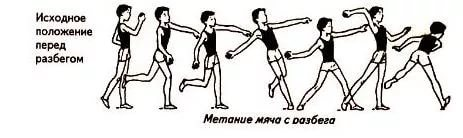 Исходное
положение
перед
разбегом
Метание мяча с разбега